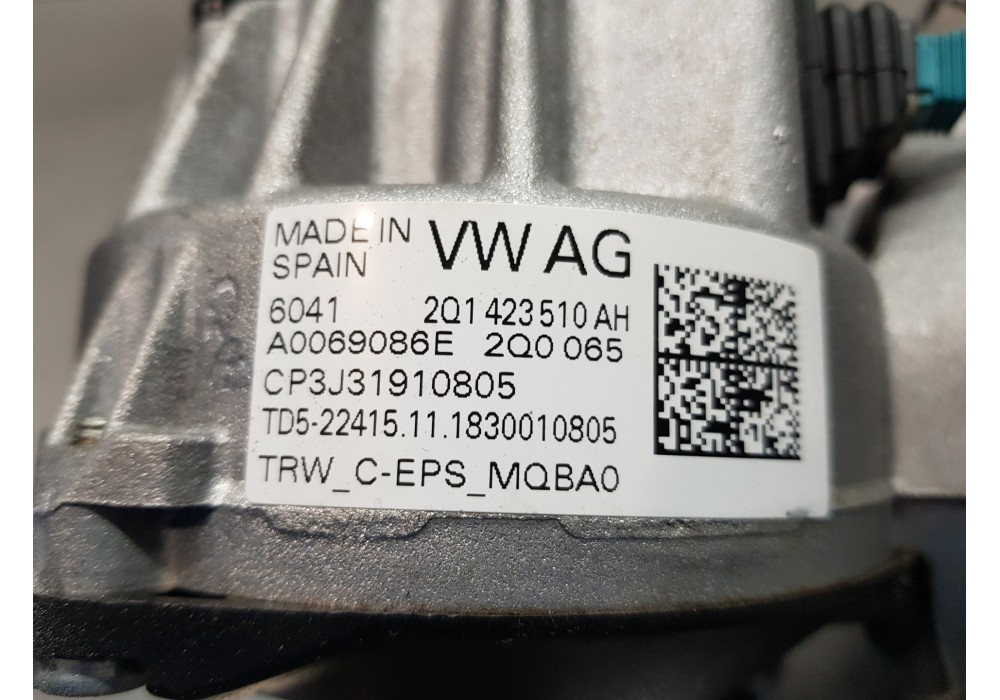 MADE IN SPAIN VW AG
6041 2Q1 423 510 AH
A0069086E 2Q0 065
CP3J31910805
TD5-22415.11.1830010805
TRW_C-EPS_MQBA0